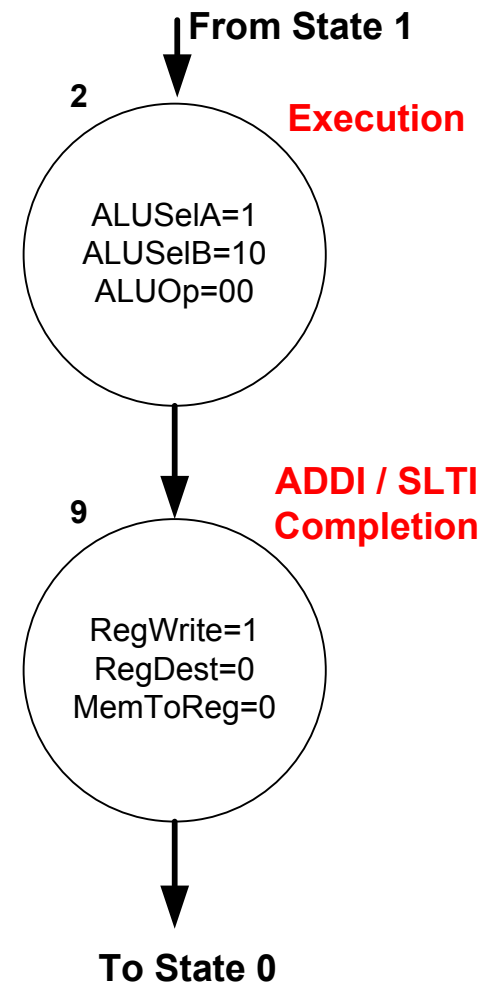 From State 1
2
Execution
ALUSelA=1
ALUSelB=10
ALUOp=00
ADDI / SLTI
Completion
9
RegWrite=1
RegDest=0
MemToReg=0
To State 0